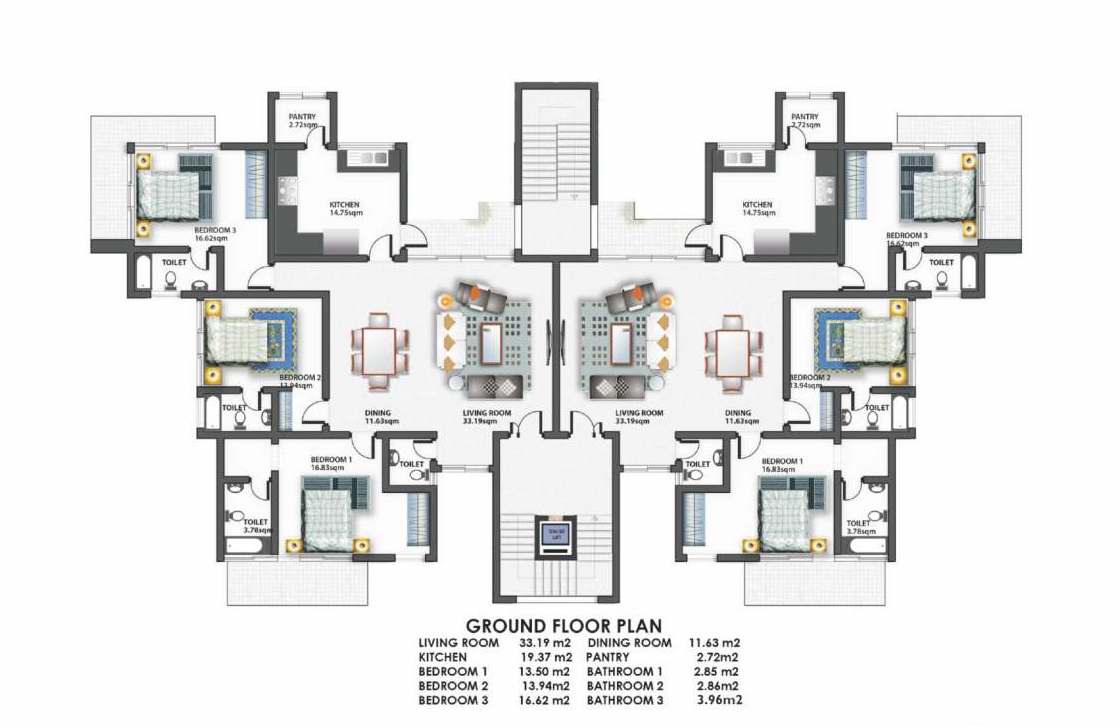 PANTRY
2.72sqm
PANTRY
2.72sqm
KITCHEN
14.75sqm
KITCHEN
14.75sqm
BEDROOM 3
16.62sqm
BEDROOM 3
16.62sqm
TOILET
TOILET
BEDROOM 2
13.94sqm
BEDROOM 2
13.94sqm
TOILET
DINING
11.63sqm
LIVING ROOM
33.19sqm
LIVING ROOM
33.19sqm
DINING
11.63sqm
TOILET
BEDROOM 1
16.83sqm
TOILET
TOILET
BEDROOM 1
16.83sqm
TOILET
3.78sqm
LIFT
TOILET
3.78sqm
GROUND FLOOR PLAN
LIVING ROOM 33.19 m2 DINING ROOM 11.63 m2
KITCHEN 19.37 m2 PANTRY 2.72m2
BEDROOM 1 13.50 m2 BATHROOM 1 2.85 m2
BEDROOM 2 13.94m2 BATHROOM 2 2.86m2
BEDROOM 3 16.62 m2 BATHROOM 3 3.96m2